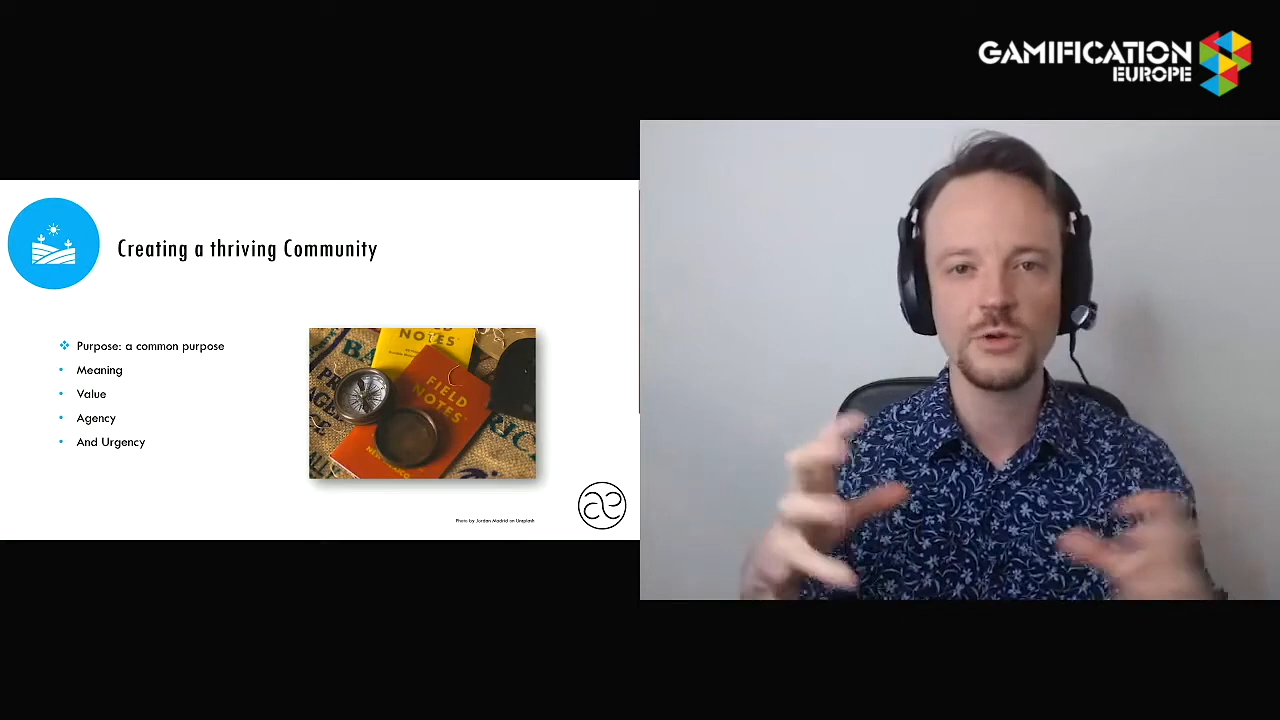 GAMIFICATION
EUROPE
Creating a thriving Community
Purpose: a common purpose
Meaning
Value
Agency
And Urgency
NOTES
FIELD
NOTES
Photo by Jordan Madrid on Unsplash